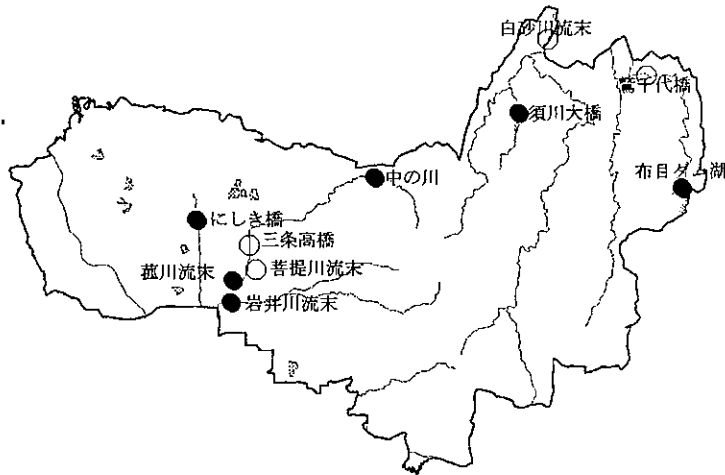 白砂川流末
鷲千代橋
須川大橋
布目ダム湖
中の川
にしき橋
三条高橋
菩提川流末
菰川流末
岩井川流末